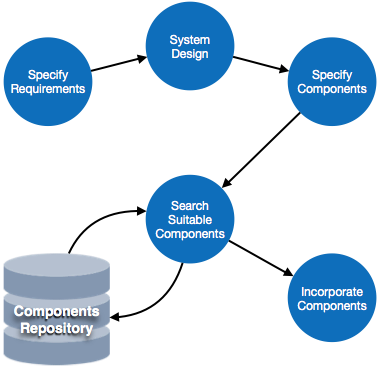 Specify
Requirements
System
Design
Specify
Components
Search
Suitable
Components
Components
Repository
Incorporate
Components